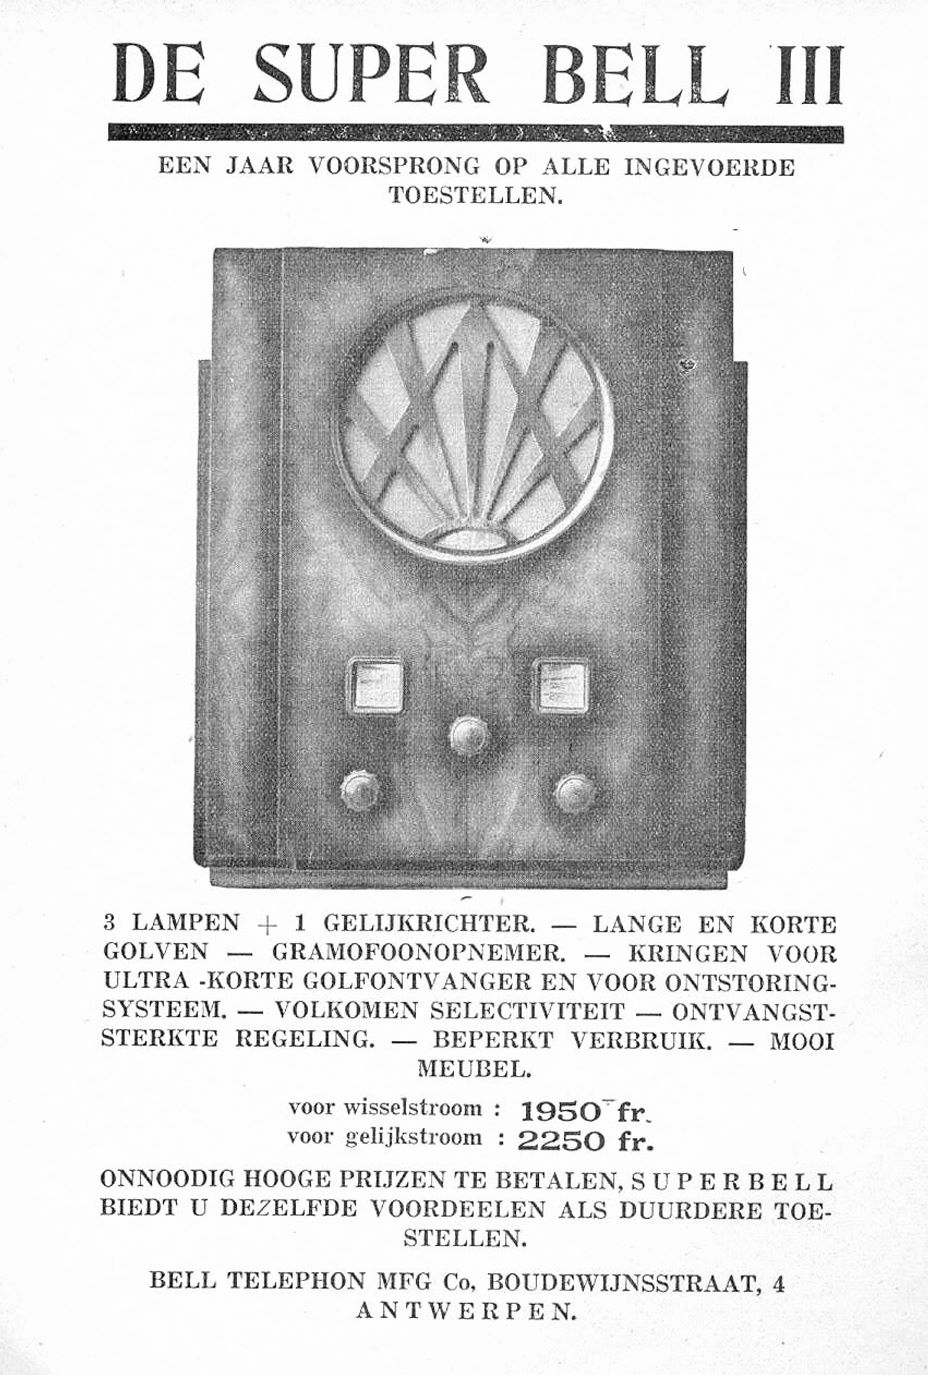 DE SUPER BELL III
EEN JAAR VOORSPRONG OP ALLE INGEVOERDE
TOESTELLEN.
3 LAMPEN + 1 GELIJKRICHTER. — LANGE EN KORTE
GOLVEN — GRAMOFOONOPNEMER. — KRINGEN VOOR
ULTRA -KORTE GOLFONTVANGER EN VOOR ONTSTORING-
SYSTEEM. — VOLKOMEN SELECTIVITEIT — ONTVANGST-
STERKTE REGELING. — BEPERKT VERBRUIK. — MOOI
MEUBEL.
voor wisselstroom : 1950 fr.
voor gelijkstroom : 2250 fr.
ONNOODIG HOOGE PRIJZEN TE BETALEN, SUPERBELL
BIEDT U DEZELFDE VOORDEELEN ALS DUURDERE TOE-
STELLEN.
BELL TELEPHON MFG Co, BOUDEWIJNSSTRAAT, 4
ANTWERPEN.